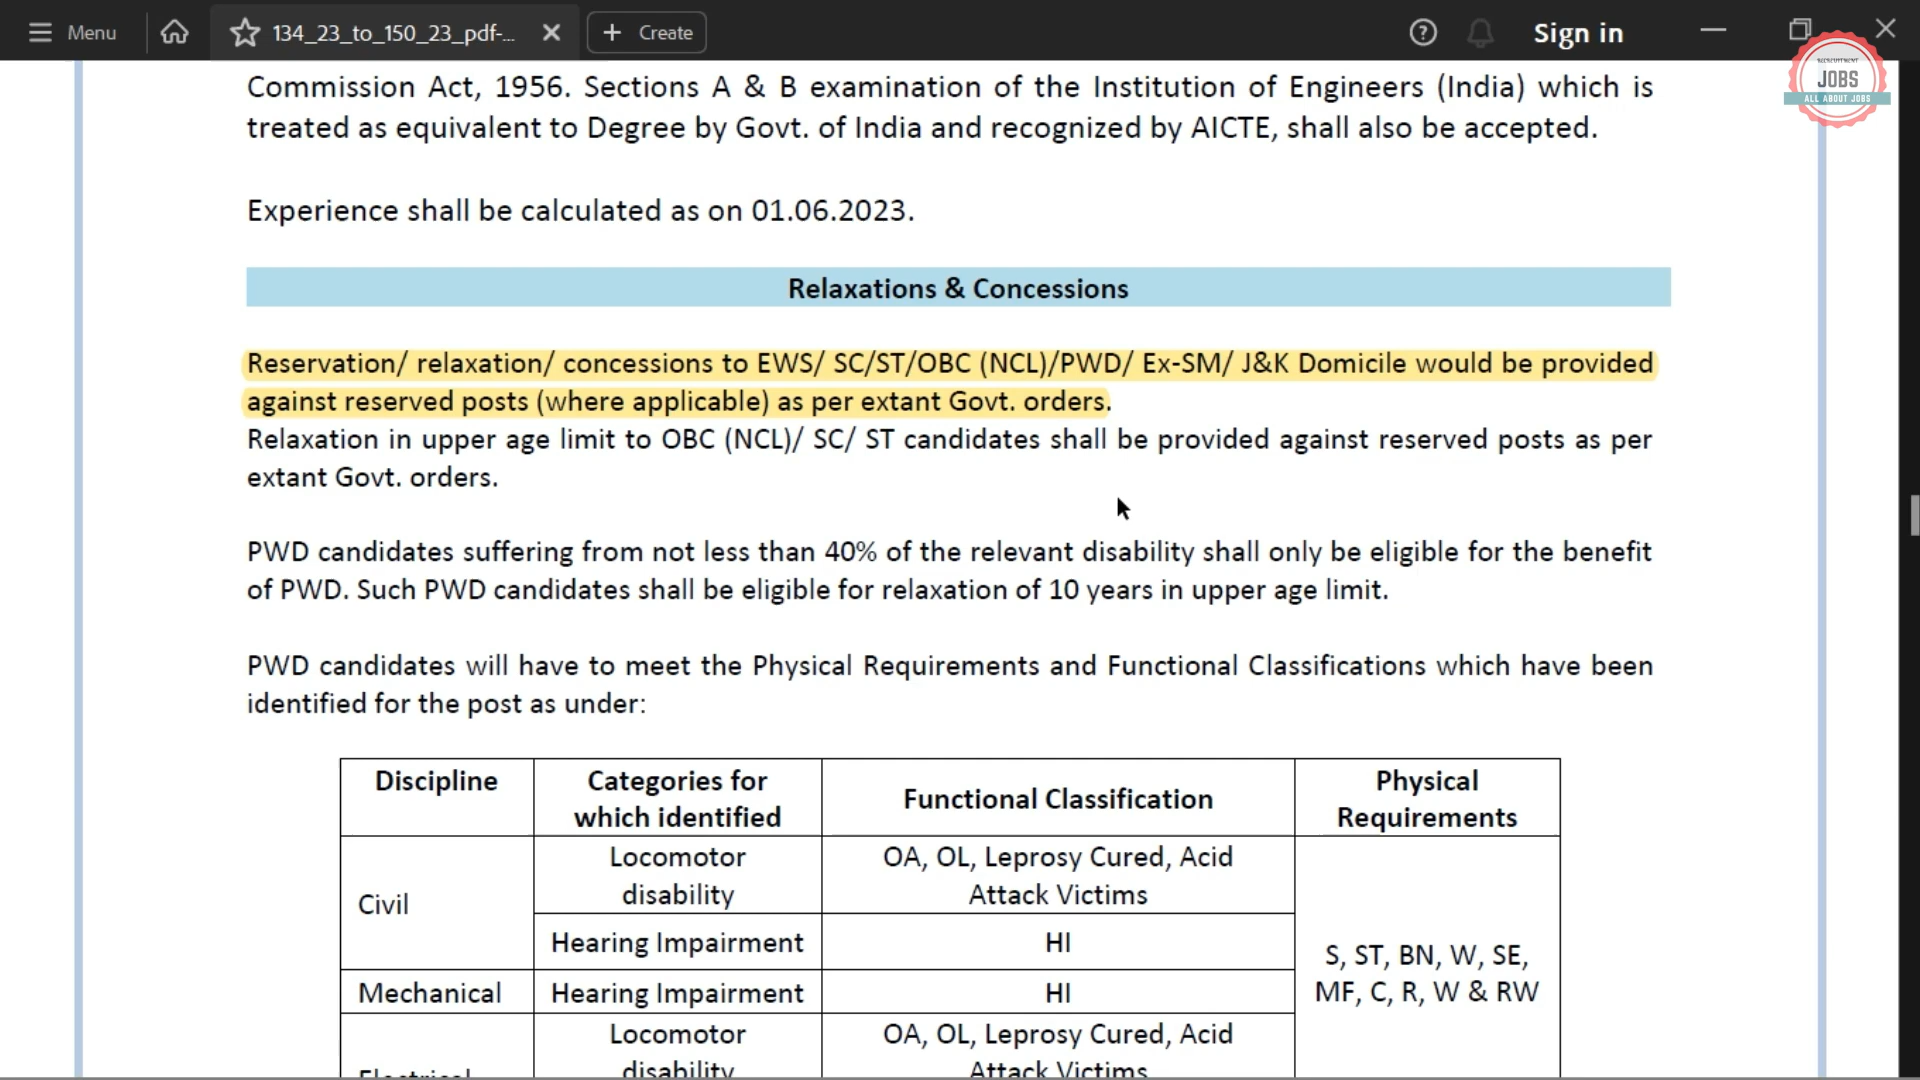 Menu
134_23_to_150_23_pdf-...
Create
Sign in
RECRUITMENT
JOBS
ALL ABOUT JOBS
Commission Act, 1956. Sections A & B examination of the Institution of Engineers (India) which is
treated as equivalent to Degree by Govt. of India and recognized by AICTE, shall also be accepted.
Experience shall be calculated as on 01.06.2023.
Relaxations & Concessions
Reservation/ relaxation/ concessions to EWS/ SC/ST/OBC (NCL)/PWD/ Ex-SM/ J&K Domicile would be provided
against reserved posts (where applicable) as per extant Govt. orders.
Relaxation in upper age limit to OBC (NCL)/ SC/ ST candidates shall be provided against reserved posts as per
extant Govt. orders.
PWD candidates suffering from not less than 40% of the relevant disability shall only be eligible for the benefit
of PWD. Such PWD candidates shall be eligible for relaxation of 10 years in upper age limit.
PWD candidates will have to meet the Physical Requirements and Functional Classifications which have been
identified for the post as under:
Discipline
Categories for
which identified
Functional Classification
Physical
Requirements
Civil
Locomotor
disability
OA, OL, Leprosy Cured, Acid
Attack Victims
Hearing Impairment
HI
S, ST, BN, W, SE,
MF, C, R, W & RW
Mechanical
Hearing Impairment
HI
Electrical
Locomotor
disability
OA, OL, Leprosy Cured, Acid
Attack Victims